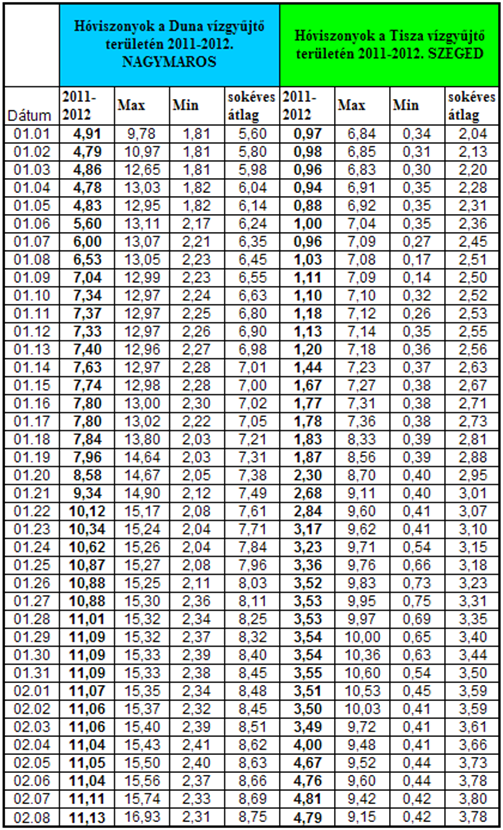 Hóviszonyok a Duna vízgyűjtő területén 2011-2012. NAGYMAROS Hóviszonyok a Tisza vízgyűjtő területén 2011-2012. SZEGED
Dátum 2011-2012 Max Min sokéves átlag 2011-2012 Max Min sokéves átlag
01.01 4,91 9,78 1,81 5,60 0,97 6,84 0,34 2,04
01.02 4,79 10,97 1,81 5,80 0,98 6,85 0,31 2,13
01.03 4,86 12,65 1,81 5,98 0,96 6,83 0,30 2,20
01.04 4,78 13,03 1,82 6,04 0,94 6,91 0,35 2,28
01.05 4,83 12,95 1,82 6,14 0,88 6,92 0,35 2,31
01.06 5,60 13,11 2,17 6,24 1,00 7,04 0,35 2,36
01.07 6,00 13,07 2,21 6,35 0,96 7,09 0,27 2,45
01.08 6,53 13,05 2,23 6,45 1,03 7,08 0,17 2,51
01.09 7,04 12,99 2,23 6,55 1,11 7,09 0,14 2,50
01.10 7,34 12,97 2,24 6,63 1,10 7,10 0,32 2,52
01.11 7,37 12,97 2,25 6,80 1,18 7,12 0,26 2,53
01.12 7,33 12,97 2,26 6,90 1,13 7,14 0,35 2,55
01.13 7,40 12,96 2,27 6,98 1,20 7,18 0,36 2,56
01.14 7,63 12,97 2,28 7,01 1,44 7,23 0,37 2,63
01.15 7,74 12,98 2,28 7,00 1,67 7,27 0,38 2,67
01.16 7,80 13,00 2,30 7,02 1,77 7,31 0,38 2,71
01.17 7,80 13,02 2,22 7,05 1,78 7,36 0,38 2,73
01.18 7,84 13,80 2,03 7,21 1,83 8,33 0,39 2,81
01.19 7,96 14,64 2,03 7,31 1,87 8,56 0,39 2,88
01.20 8,58 14,67 2,05 7,38 2,30 8,70 0,40 2,95
01.21 9,34 14,90 2,12 7,49 2,68 9,11 0,40 3,01
01.22 10,12 15,17 2,08 7,61 2,84 9,60 0,41 3,07
01.23 10,34 15,24 2,04 7,71 3,17 9,62 0,41 3,10
01.24 10,62 15,26 2,04 7,84 3,23 9,71 0,54 3,15
01.25 10,87 15,27 2,08 7,96 3,36 9,76 0,66 3,18
01.26 10,88 15,25 2,11 8,03 3,52 9,83 0,73 3,23
01.27 10,88 15,30 2,36 8,11 3,53 9,95 0,75 3,31
01.28 11,01 15,32 2,34 8,25 3,53 9,97 0,69 3,35
01.29 11,09 15,32 2,37 8,32 3,54 10,00 0,65 3,40
01.30 11,09 15,33 2,39 8,40 3,54 10,36 0,63 3,44
01.31 11,09 15,33 2,38 8,45 3,55 10,60 0,54 3,50
02.01 11,07 15,35 2,34 8,48 3,51 10,53 0,45 3,59
02.02 11,06 15,37 2,32 8,45 3,50 10,03 0,41 3,59
02.03 11,06 15,40 2,39 8,51 3,49 9,72 0,41 3,61
02.04 11,04 15,43 2,41 8,62 4,00 9,48 0,41 3,66
02.05 11,05 15,50 2,40 8,63 4,67 9,52 0,44 3,73
02.06 11,04 15,56 2,37 8,66 4,76 9,60 0,44 3,78
02.07 11,11 15,74 2,33 8,69 4,81 9,42 0,42 3,80
02.08 11,13 16,93 2,31 8,75 4,79 9,15 0,42 3,78